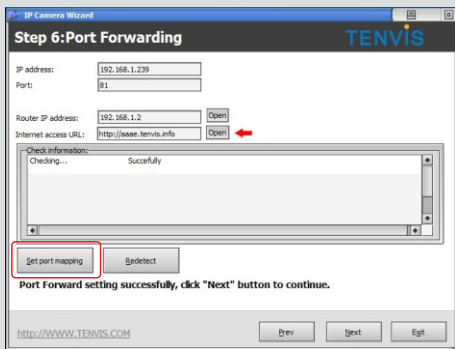 IP Camera Wizard
Step 6:Port Forwarding
TENVIS
IP address: 192.168.1.239
Port: 81
Router IP address: 192.168.1.2 Open
Internet access URL: http://aaae.tenvis.info Open
Check information:
Checking... Succefully
Set port mapping Redetect
Port Forward setting successfully, click "Next" button to continue.
http://WWW.TENVIS.COM Prev Next Exit